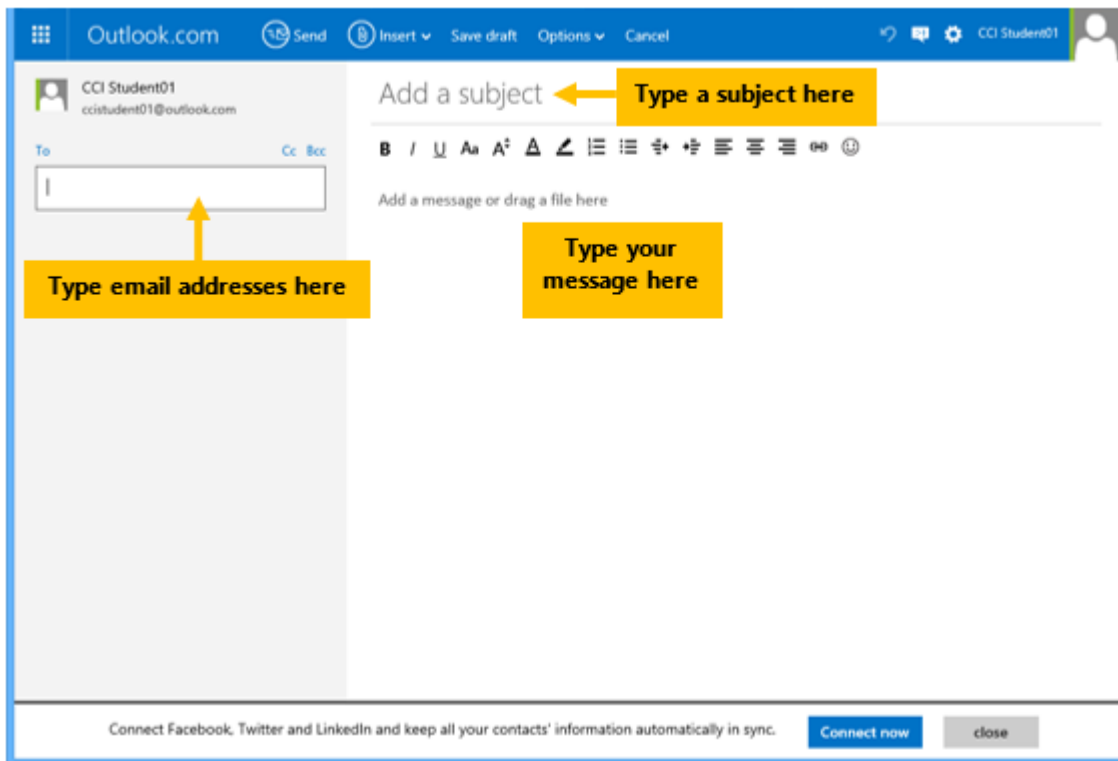 Outlook.com Send Insert Save draft Options Cancel CCI Student01
CCI Student01
ccistudent01@outlook.com
To Cc Bcc
Type email addresses here
Add a subject
Type a subject here
B I U Aa A A
Add a message or drag a file here
Type your
message here
Connect Facebook, Twitter and LinkedIn and keep all your contacts' information automatically in sync. Connect now close